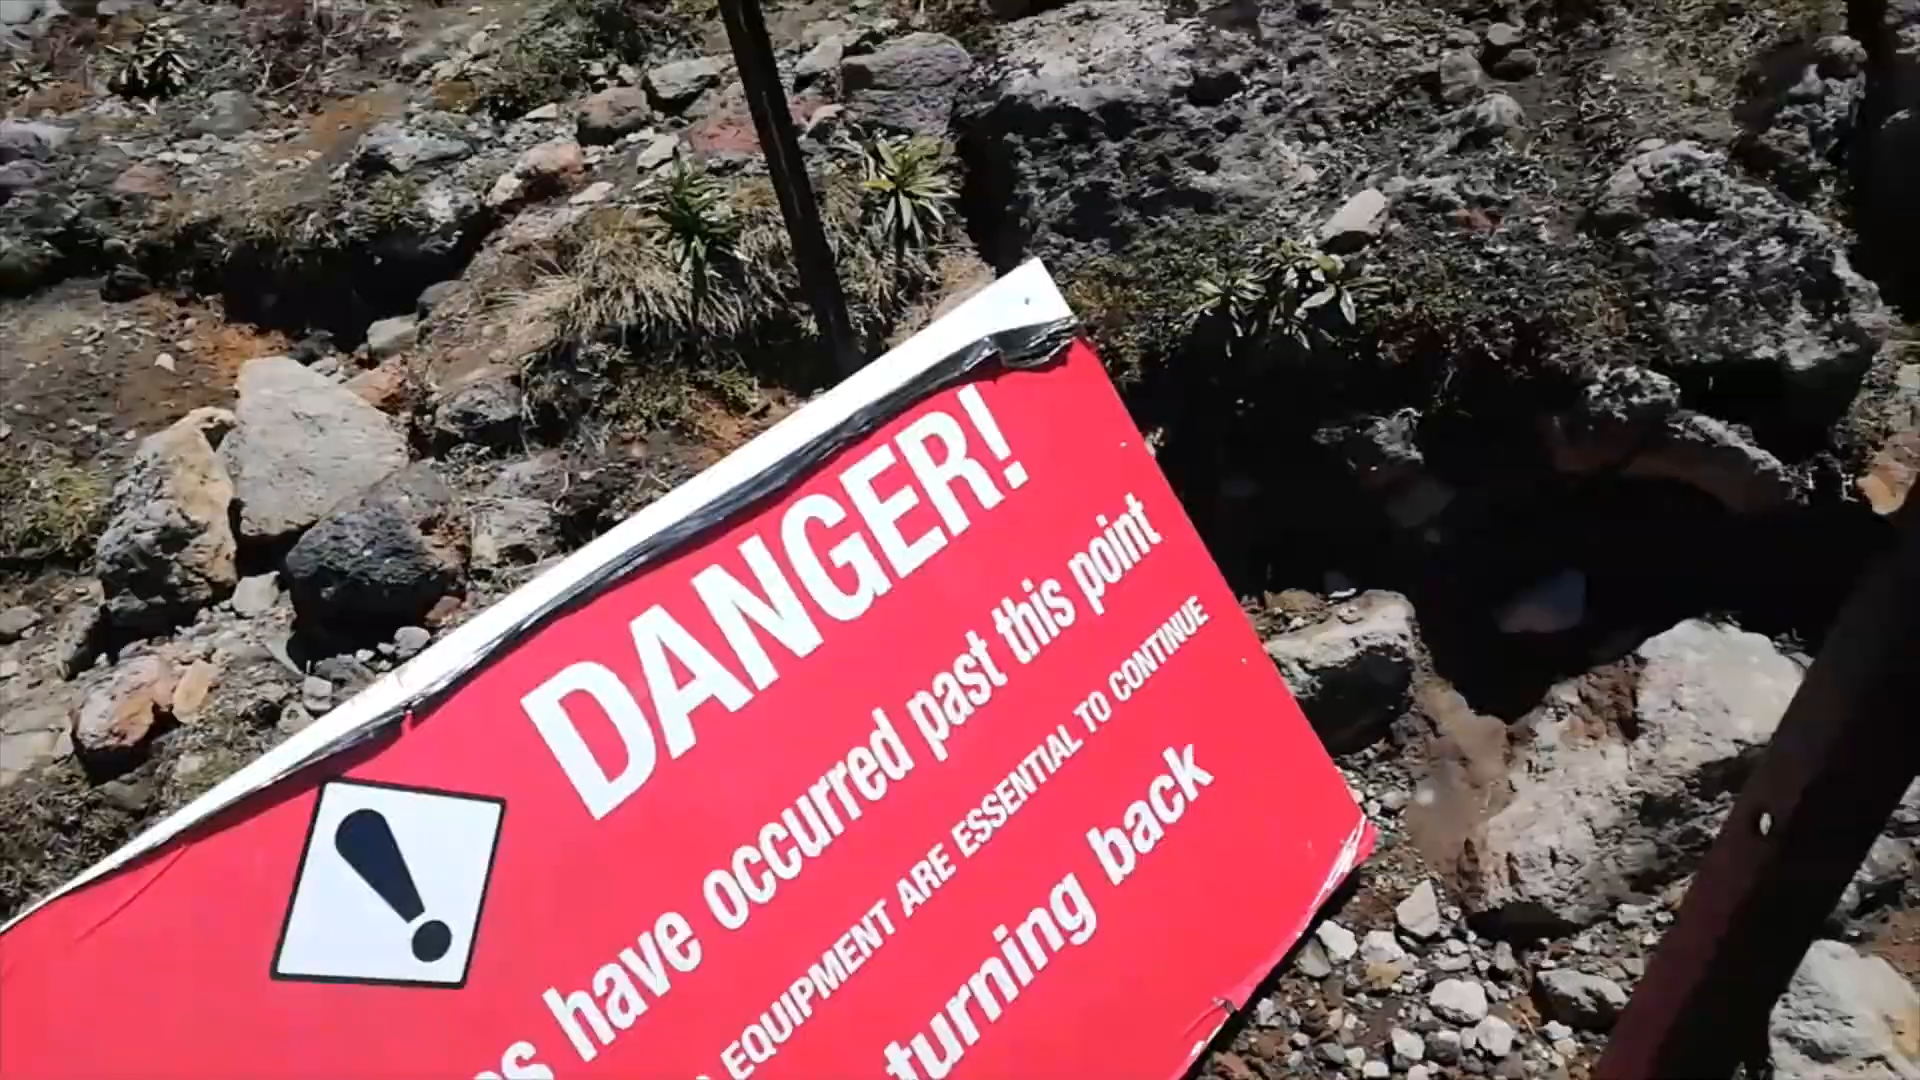 DANGER!
have occurred past this point
EQUIPMENT ARE ESSENTIAL TO CONTINUE
turning back